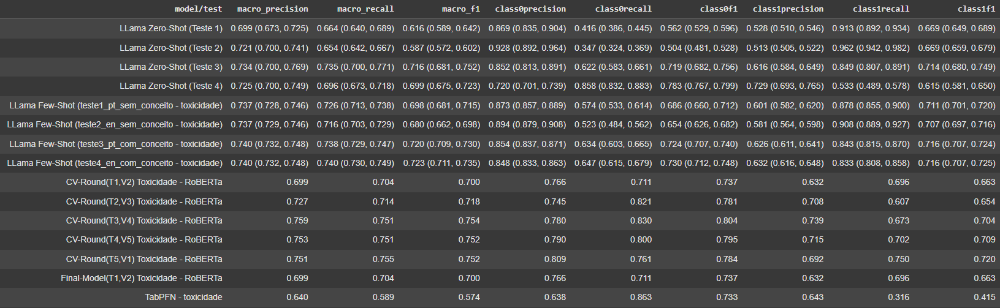 model/test macro_precision macro_recall macro_f1 class0precision class0recall class0f1 class1precision class1recall class1f1
LLama Zero-Shot (Teste 1) 0.699 (0.673, 0.725) 0.664 (0.640, 0.689) 0.616 (0.589, 0.642) 0.869 (0.835, 0.904) 0.416 (0.386, 0.445) 0.562 (0.529, 0.596) 0.528 (0.510, 0.546) 0.913 (0.892, 0.934) 0.669 (0.649, 0.689)
LLama Zero-Shot (Teste 2) 0.721 (0.700, 0.741) 0.654 (0.642, 0.667) 0.587 (0.572, 0.602) 0.928 (0.892, 0.964) 0.347 (0.324, 0.369) 0.504 (0.481, 0.528) 0.513 (0.505, 0.522) 0.962 (0.942, 0.982) 0.669 (0.659, 0.679)
LLama Zero-Shot (Teste 3) 0.734 (0.700, 0.769) 0.735 (0.700, 0.771) 0.716 (0.681, 0.752) 0.852 (0.813, 0.891) 0.622 (0.583, 0.661) 0.719 (0.682, 0.756) 0.616 (0.584, 0.649) 0.849 (0.807, 0.891) 0.714 (0.680, 0.749)
LLama Zero-Shot (Teste 4) 0.725 (0.700, 0.749) 0.696 (0.673, 0.718) 0.699 (0.675, 0.723) 0.720 (0.701, 0.739) 0.858 (0.832, 0.883) 0.783 (0.767, 0.799) 0.729 (0.693, 0.765) 0.533 (0.489, 0.578) 0.615 (0.581, 0.650)
LLama Few-Shot (teste1_pt_sem_conceito - toxicidade) 0.737 (0.728, 0.746) 0.726 (0.713, 0.738) 0.698 (0.681, 0.715) 0.873 (0.857, 0.889) 0.574 (0.533, 0.614) 0.686 (0.660, 0.712) 0.601 (0.582, 0.620) 0.878 (0.855, 0.900) 0.711 (0.701, 0.720)
LLama Few-Shot (teste2_en_sem_conceito - toxicidade) 0.737 (0.729, 0.746) 0.716 (0.703, 0.729) 0.680 (0.662, 0.698) 0.894 (0.879, 0.908) 0.523 (0.484, 0.562) 0.654 (0.626, 0.682) 0.581 (0.564, 0.598) 0.908 (0.889, 0.927) 0.707 (0.697, 0.716)
LLama Few-Shot (teste3_pt_com_conceito - toxicidade) 0.740 (0.732, 0.748) 0.738 (0.729, 0.747) 0.720 (0.709, 0.730) 0.854 (0.837, 0.871) 0.634 (0.603, 0.665) 0.724 (0.707, 0.740) 0.626 (0.611, 0.641) 0.843 (0.815, 0.870) 0.716 (0.707, 0.724)
LLama Few-Shot (teste4_en_com_conceito - toxicidade) 0.740 (0.732, 0.748) 0.740 (0.730, 0.749) 0.723 (0.711, 0.735) 0.848 (0.833, 0.863) 0.647 (0.615, 0.679) 0.730 (0.712, 0.748) 0.632 (0.616, 0.648) 0.833 (0.808, 0.858) 0.716 (0.707, 0.725)
CV-Round(T1,V2) Toxicidade - RoBERTa 0.699 0.704 0.700 0.766 0.711 0.737 0.632 0.696 0.663
CV-Round(T2,V3) Toxicidade - RoBERTa 0.727 0.714 0.718 0.745 0.821 0.781 0.708 0.607 0.654
CV-Round(T3,V4) Toxicidade - RoBERTa 0.759 0.751 0.754 0.780 0.830 0.804 0.739 0.673 0.704
CV-Round(T4,V5) Toxicidade - RoBERTa 0.753 0.751 0.752 0.790 0.800 0.795 0.715 0.702 0.709
CV-Round(T5,V1) Toxicidade - RoBERTa 0.751 0.755 0.752 0.809 0.761 0.784 0.692 0.750 0.720
Final-Model(T1,V2) Toxicidade - RoBERTa 0.699 0.704 0.700 0.766 0.711 0.737 0.632 0.696 0.663
TabPFN - toxicidade 0.640 0.589 0.574 0.638 0.863 0.733 0.643 0.316 0.415